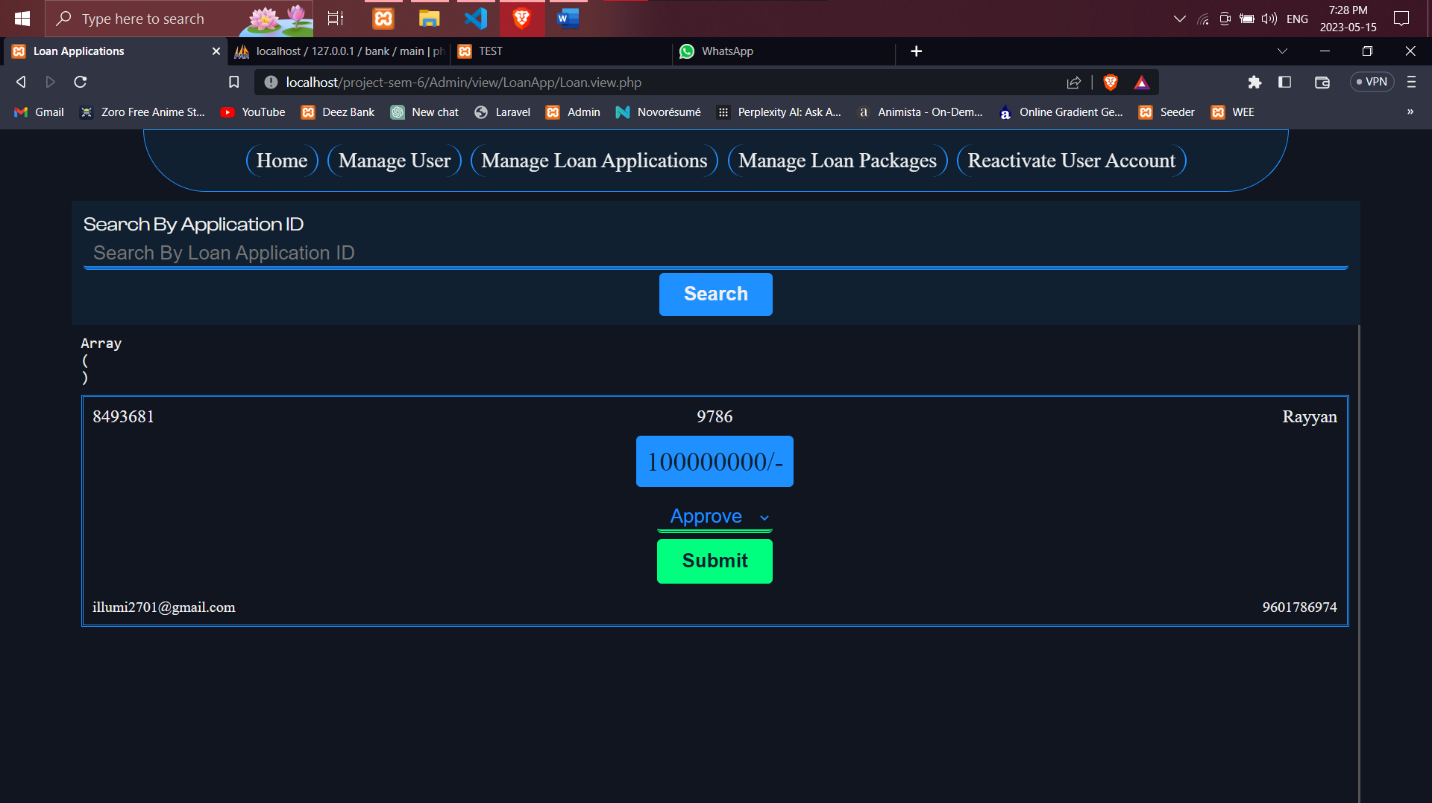 Type here to search
ENG
7:28 PM
2023-05-15
Loan Applications
localhost / 127.0.0.1 / bank / main | ph
TEST
WhatsApp
localhost/project-sem-6/Admin/view/LoanApp/Loan.view.php
VPN
Gmail
Zoro Free Anime St...
YouTube
Deez Bank
New chat
Laravel
Admin
Novorésumé
Perplexity AI: Ask A...
Animista - On-Dem...
Online Gradient Ge...
Seeder
WEE
Home
Manage User
Manage Loan Applications
Manage Loan Packages
Reactivate User Account
Search By Application ID
Search By Loan Application ID
Search
Array
(
)
8493681
9786
Rayyan
100000000/-
Approve
Submit
illumi2701@gmail.com
9601786974